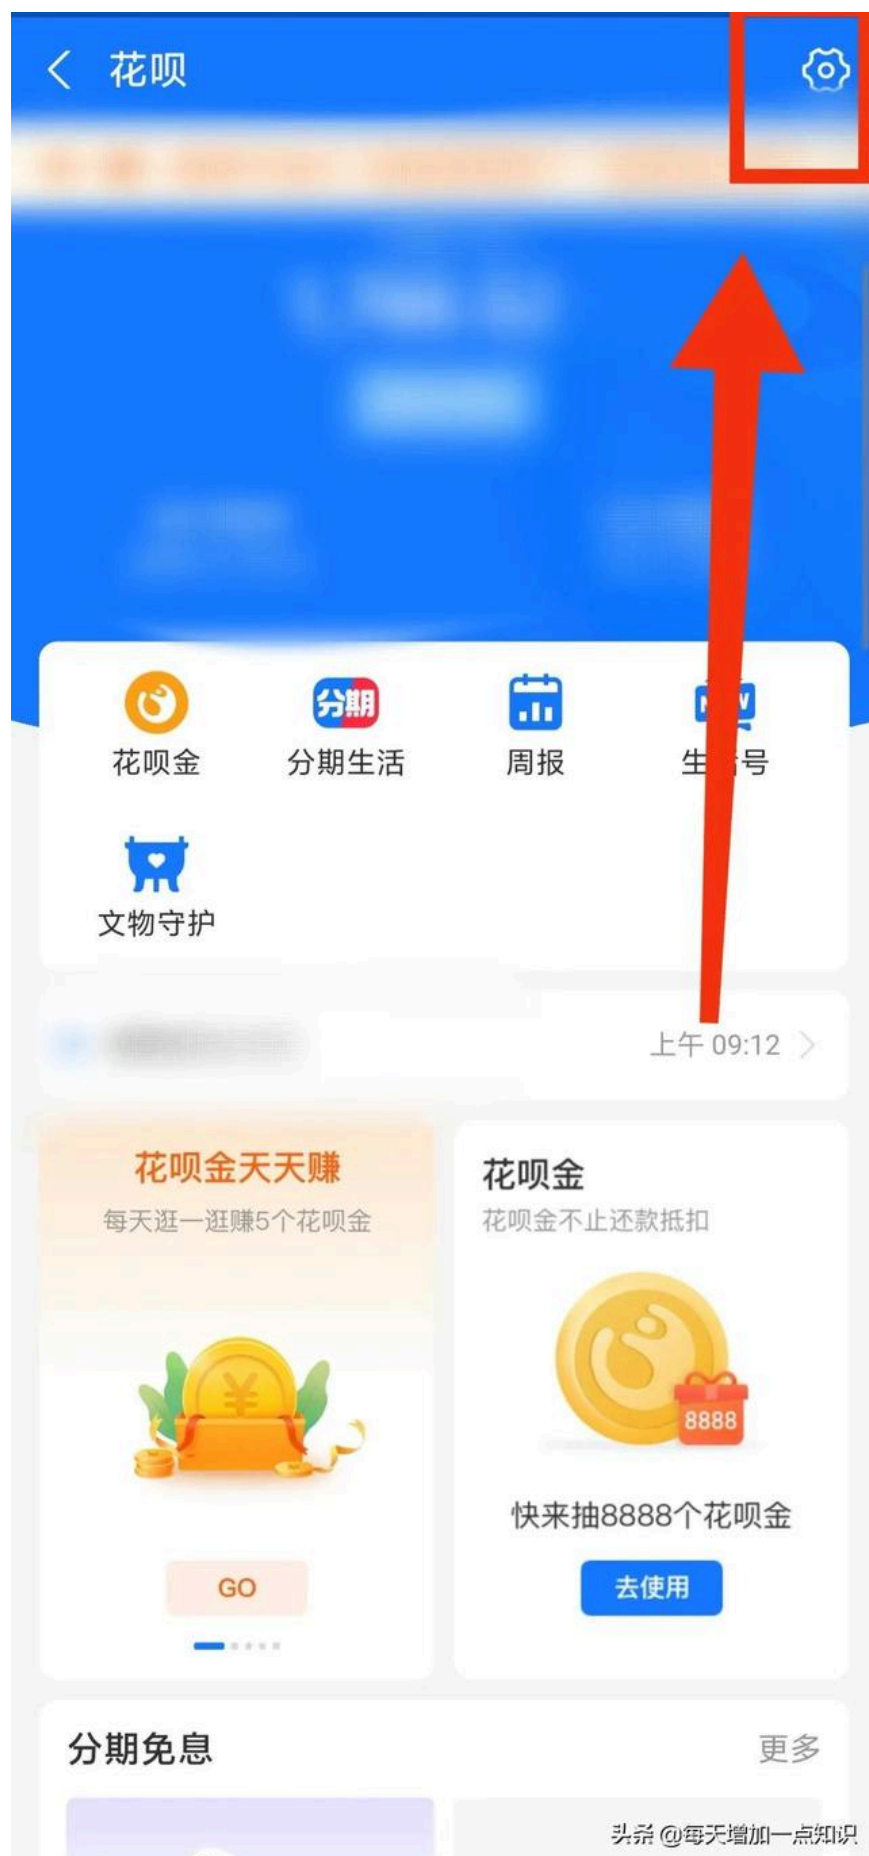 花呗
花呗金
分期生活
周报
生活号
文物守护
上午 09:12
花呗金天天赚
每天逛一逛赚5个花呗金
GO
花呗金
花呗金不止还款抵扣
8888
快来抽8888个花呗金
去使用
分期免息
更多
头条 @每天增加一点知识